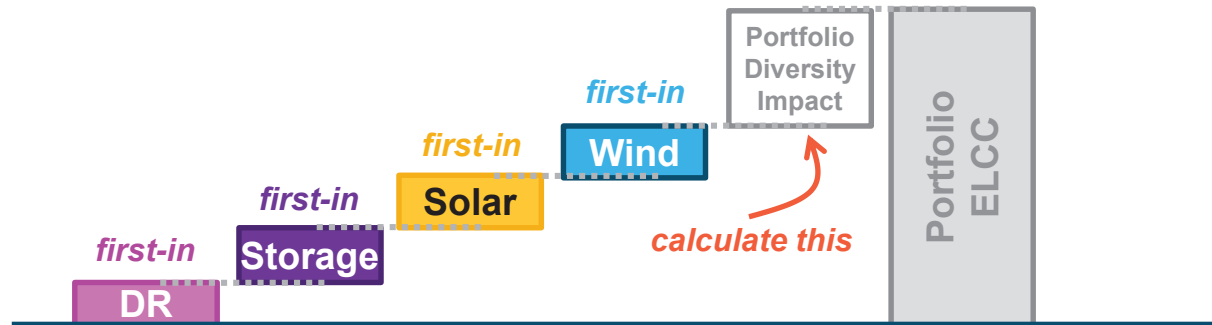 first-in
DR
first-in
Storage
first-in
Solar
first-in
Wind
Portfolio
Diversity
Impact
calculate this
Portfolio
ELCC